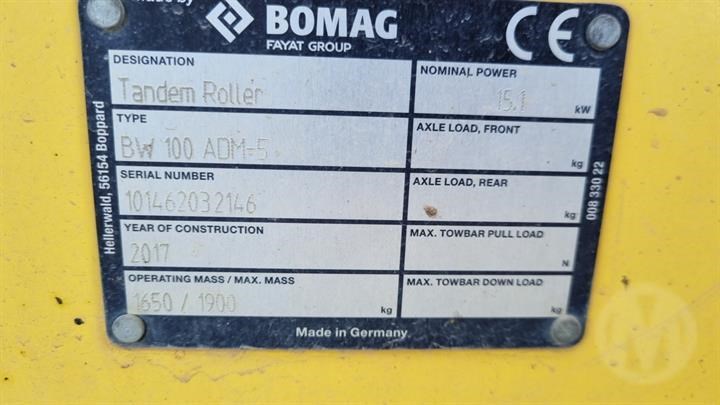 made by BOMAG CE
FAYAT GROUP
DESIGNATION
Tandem Roller
NOMINAL POWER
15.1 kW
TYPE
BW 100 ADM-5
AXLE LOAD, FRONT
kg
SERIAL NUMBER
101462032146
AXLE LOAD, REAR
kg
YEAR OF CONSTRUCTION
2017
MAX. TOWBAR PULL LOAD
N
OPERATING MASS / MAX. MASS
1650 / 1900 kg
MAX. TOWBAR DOWN LOAD
kg
Made in Germany
Hellerwald, 56154 Boppard
008 330 22
M